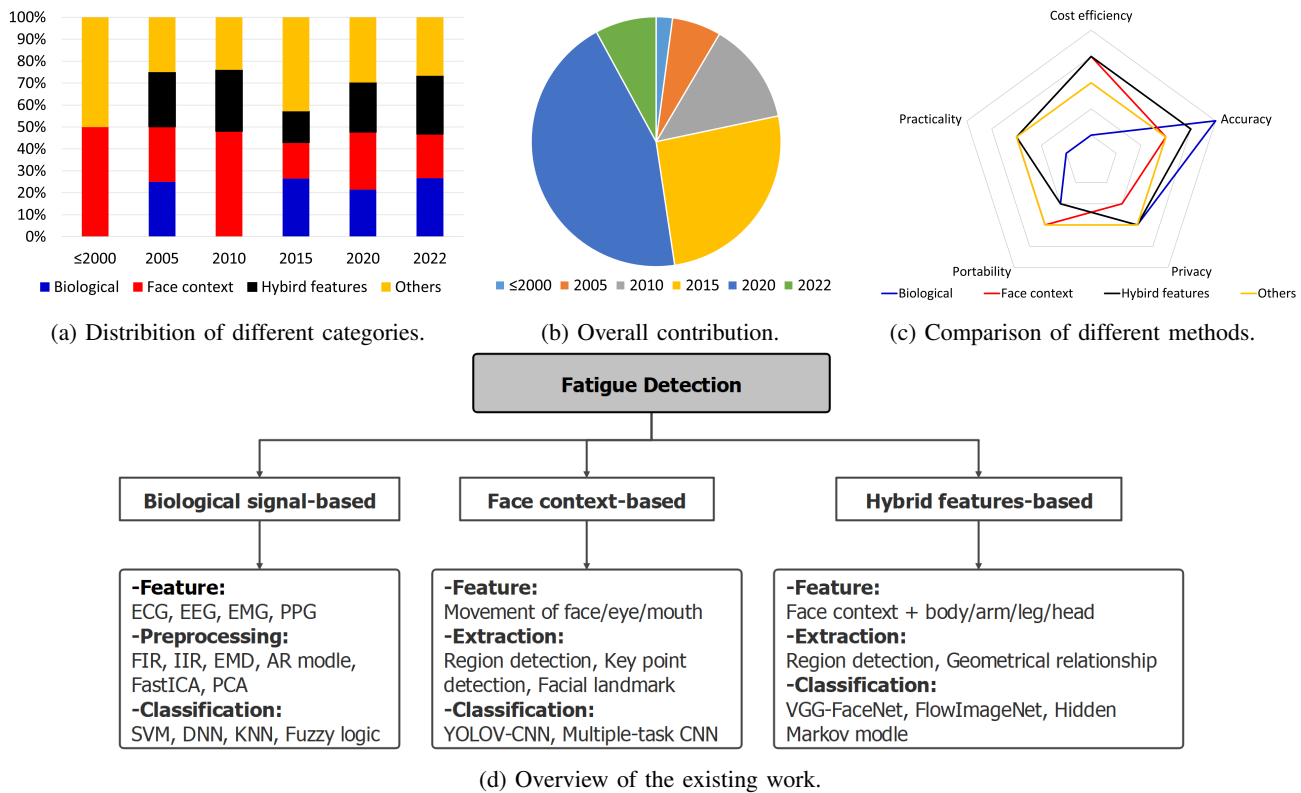 100%
90%
80%
70%
60%
50%
40%
30%
20%
10%
0%
≤2000 2005 2010 2015 2020 2022
Biological Face context Hybird features Others
(a) Distribition of different categories.
≤2000 2005 2010 2015 2020 2022
(b) Overall contribution.
Cost efficiency
Practicality
Accuracy
Portability
Privacy
Biological Face context Hybird features Others
(c) Comparison of different methods.
Fatigue Detection
Biological signal-based
Face context-based
Hybrid features-based
-Feature:
ECG, EEG, EMG, PPG
-Preprocessing:
FIR, IIR, EMD, AR modle,
FastICA, PCA
-Classification:
SVM, DNN, KNN, Fuzzy logic
-Feature:
Movement of face/eye/mouth
-Extraction:
Region detection, Key point
detection, Facial landmark
-Classification:
YOLOV-CNN, Multiple-task CNN
-Feature:
Face context + body/arm/leg/head
-Extraction:
Region detection, Geometrical relationship
-Classification:
VGG-FaceNet, FlowImageNet, Hidden
Markov modle
(d) Overview of the existing work.